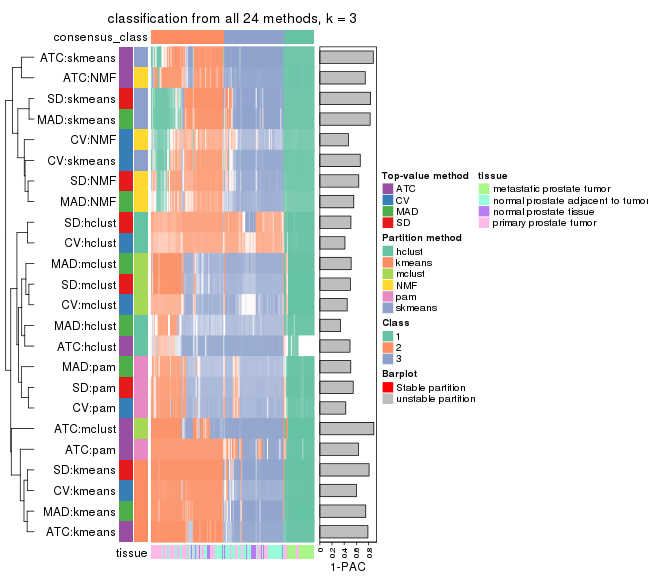 classification from all 24 methods, k = 3
consensus_class
ATC:skmeans
ATC:NMF
SD:skmeans
MAD:skmeans
CV:NMF
CV:skmeans
SD:NMF
MAD:NMF
SD:hclust
CV:hclust
MAD:mclust
SD:mclust
CV:mclust
MAD:hclust
ATC:hclust
MAD:pam
SD:pam
CV:pam
ATC:mclust
ATC:pam
SD:kmeans
CV:kmeans
MAD:kmeans
ATC:kmeans
tissue
0 0.2 0.4 0.6 0.8
1-PAC
Top-value method
ATC
CV
MAD
SD
Partition method
hclust
kmeans
mclust
NMF
pam
skmeans
Class
1
2
3
Barplot
Stable partition
unstable partition
tissue
metastatic prostate tumor
normal prostate adjacent to tumor
normal prostate tissue
primary prostate tumor